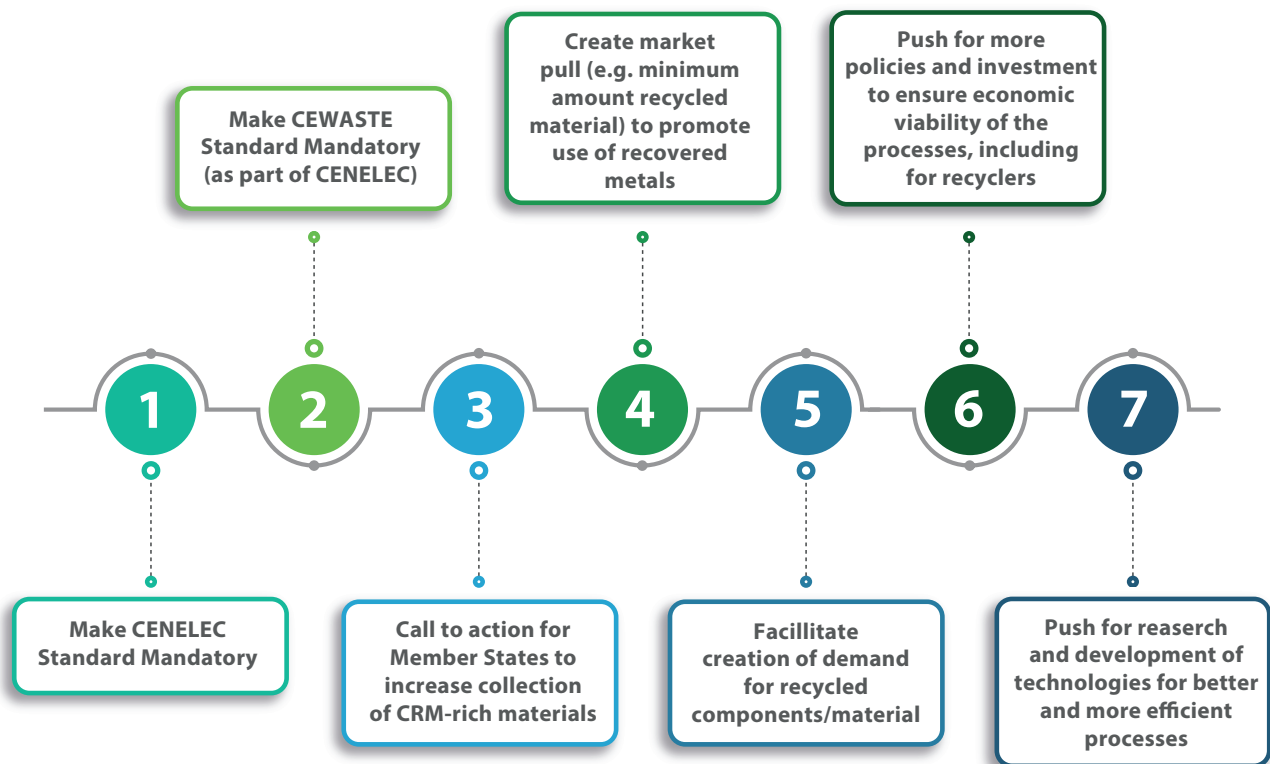 1
Make CENELEC
Standard Mandatory
2
Make CEWASTE
Standard Mandatory
(as part of CENELEC)
3
Call to action for
Member States to
increase collection
of CRM-rich materials
4
Create market
pull (e.g. minimum
amount recycled
material) to promote
use of recovered
metals
5
Facillitate
creation of demand
for recycled
components/material
6
Push for more
policies and investment
to ensure economic
viability of the
processes, including
for recyclers
7
Push for reaserch
and development of
technologies for better
and more efficient
processes